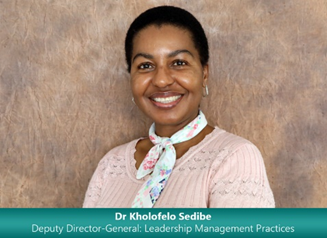 Dr Kholofelo Sedibe
Deputy Director-General: Leadership Management Practices